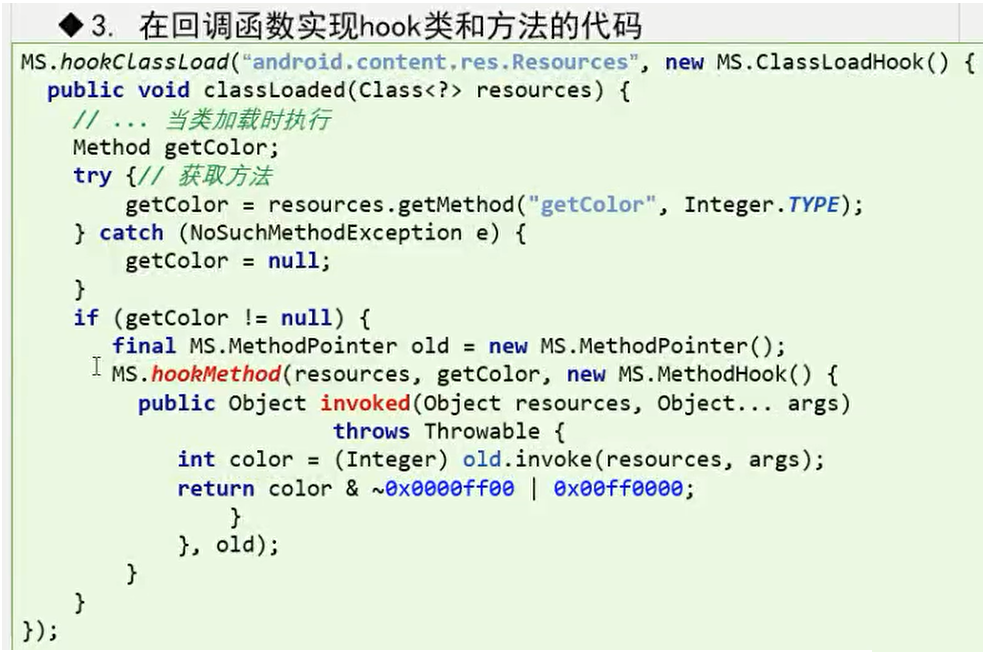 ◆ 3. 在回调函数实现hook类和方法的代码
MS.hookClassLoad("android.content.res.Resources", new MS.ClassLoadHook() {
public void classLoaded(Class<?> resources) {
// ... 当类加载时执行
Method getColor;
try {// 获取方法
getColor = resources.getMethod("getColor", Integer.TYPE);
} catch (NoSuchMethodException e) {
getColor = null;
}
if (getColor != null) {
final MS.MethodPointer old = new MS.MethodPointer();
MS.hookMethod(resources, getColor, new MS.MethodHook() {
public Object invoked(Object resources, Object... args)
throws Throwable {
int color = (Integer) old.invoke(resources, args);
return color & ~0x0000ff00 | 0x00ff0000;
}
}, old);
}
}
});